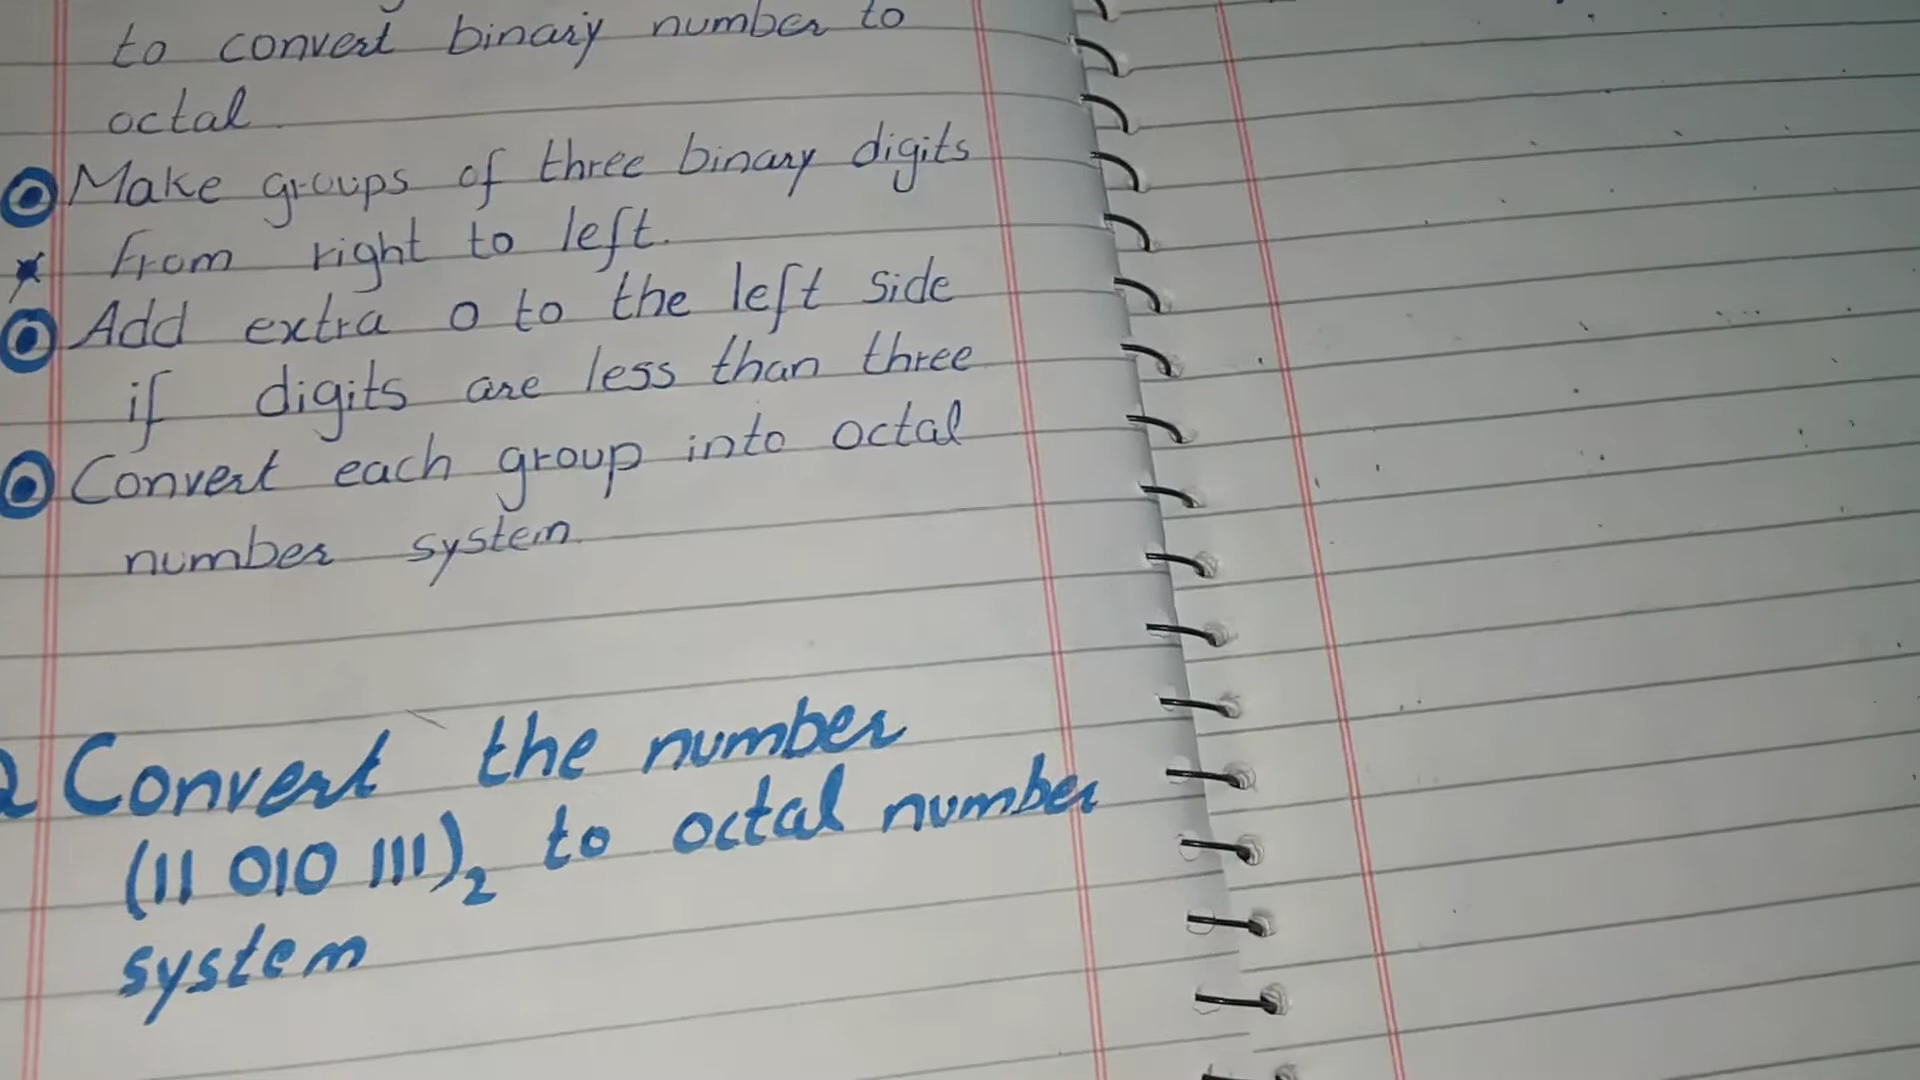 to convert binary number to
octal.
Make groups of three binary digits
from right to left.
Add extra 0 to the left side
if digits are less than three
Convert each group into octal
number system.
Q Convert the number
(11 010 111)₂ to octal number
system